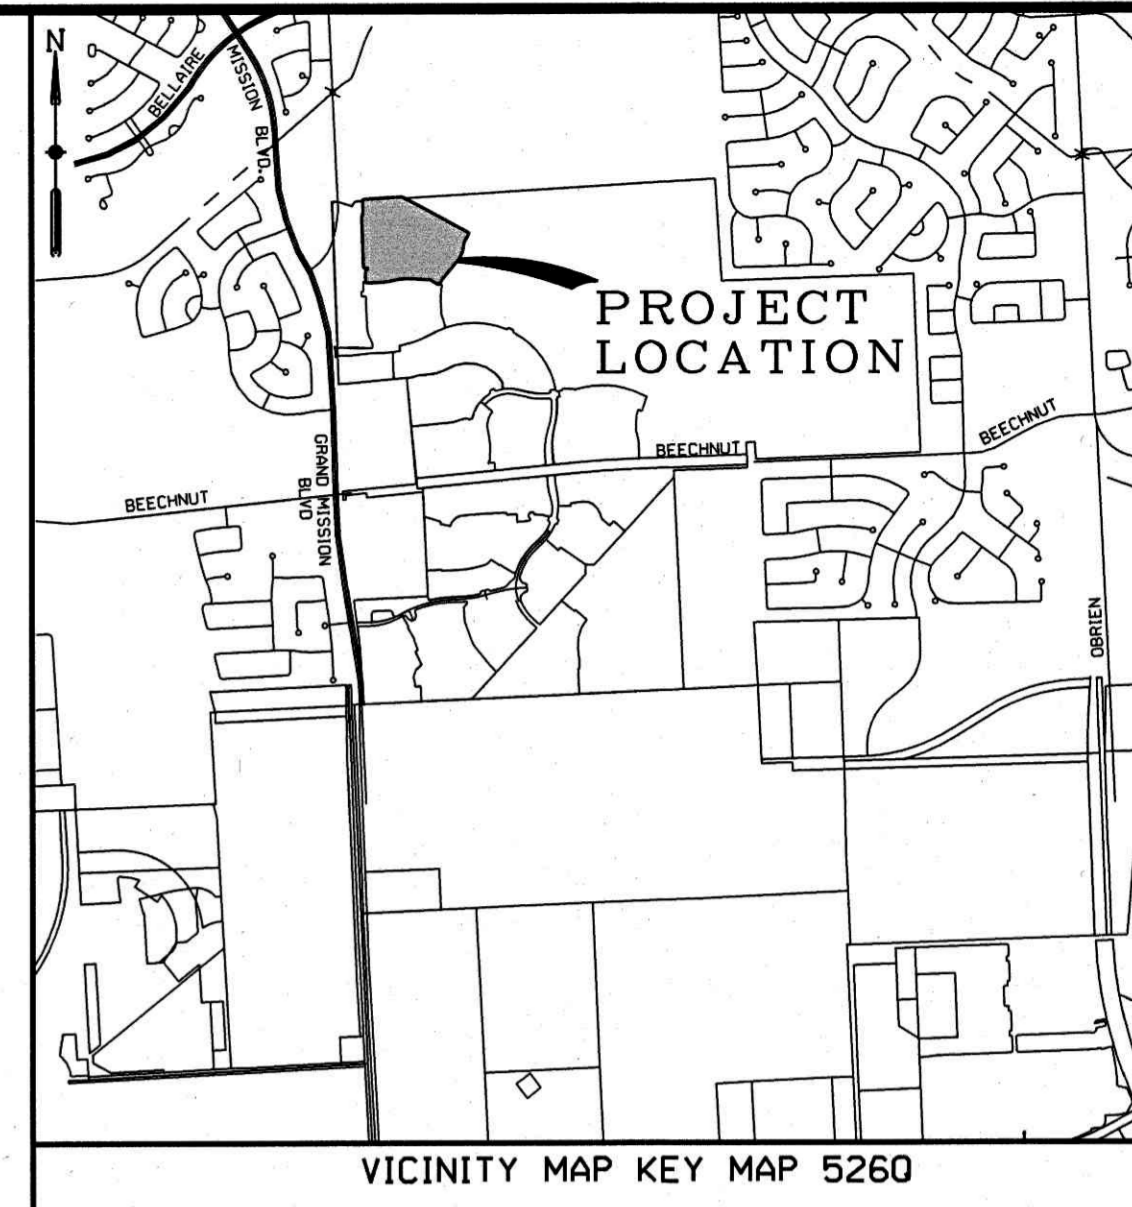 N
BELLAIRE
MISSION BLVD.
PROJECT
LOCATION
BEECHNUT
BEECHNUT
BEECHNUT
GRAND MISSION
BLVD
OBRIEN
VICINITY MAP KEY MAP 526Q